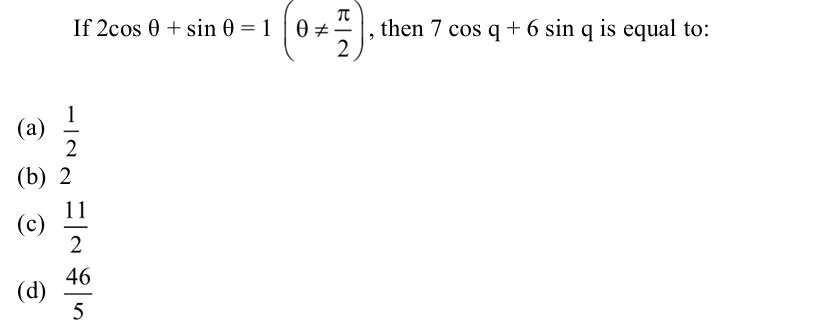 If 2cos θ + sin θ = 1 (θ ≠ π/2), then 7 cos q + 6 sin q is equal to:
(a) 1/2
(b) 2
(c) 11/2
(d) 46/5